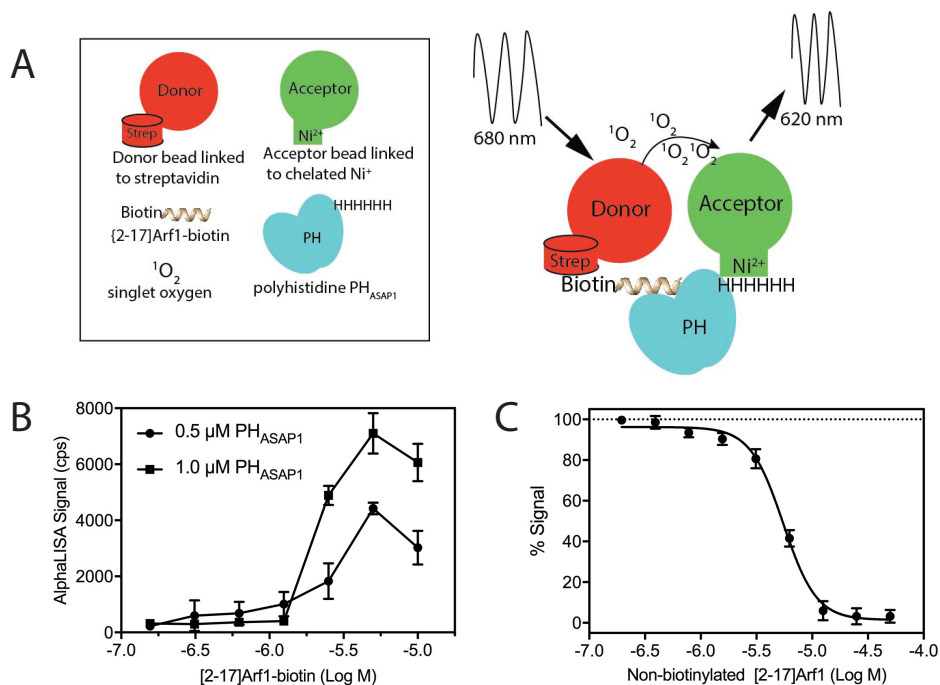 A
Donor
Strep
Donor bead linked
to streptavidin
Acceptor
Ni²⁺
Acceptor bead linked
to chelated Ni⁺
Biotin
{2-17]Arf1-biotin
¹O₂
singlet oxygen
HHHHHH
PH
polyhistidine PH_ASAP1
680 nm
620 nm
¹O₂
¹O₂
¹O₂ ¹O₂
Donor
Acceptor
Strep
Ni²⁺
Biotin
HHHHHH
PH
B
AlphaLISA Signal (cps)
8000
6000
4000
2000
0
0.5 µM PH_ASAP1
1.0 µM PH_ASAP1
-7.0 -6.5 -6.0 -5.5 -5.0
[2-17]Arf1-biotin (Log M)
C
% Signal
100
80
60
40
20
0
-7.0 -6.5 -6.0 -5.5 -5.0 -4.5 -4.0
Non-biotinylated [2-17]Arf1 (Log M)